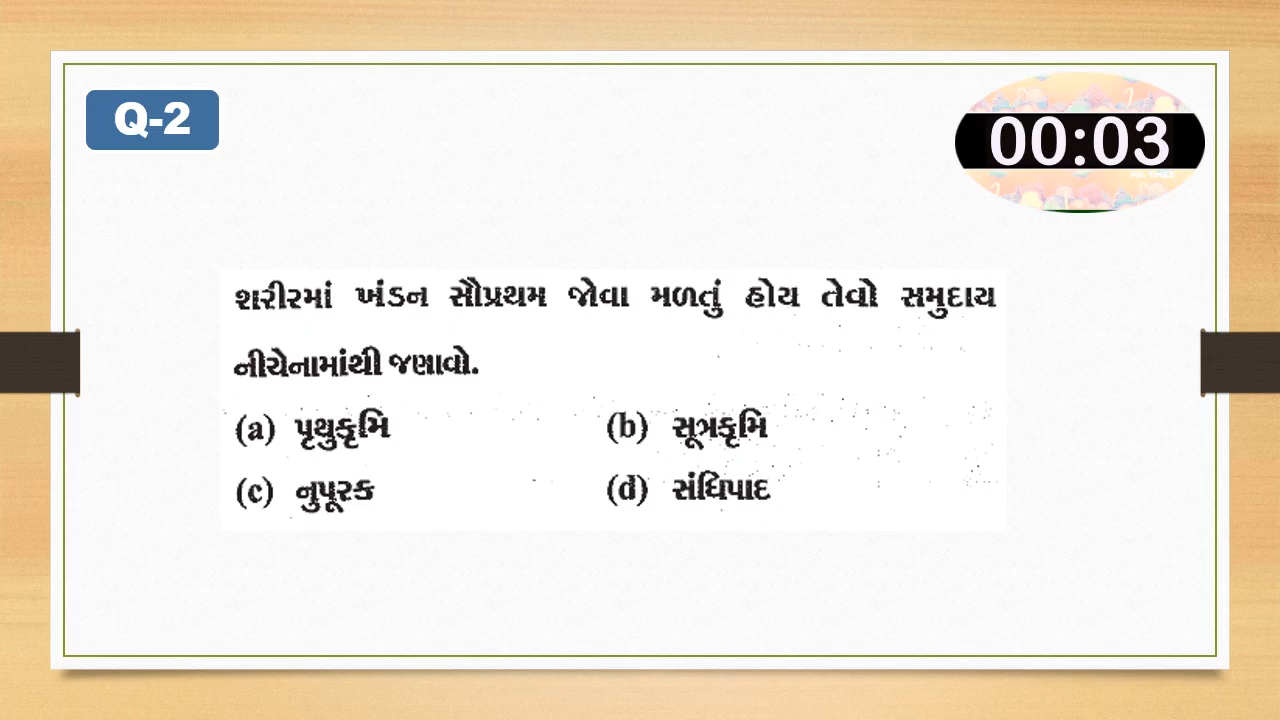 Q-2
00:03
શરીરમાં ખંડન સૌપ્રથમ જોવા મળતું હોય તેવો સમુદાય
નીચેનામાંથી જણાવો.
(a) પૃથુકૃમિ (b) સૂત્રકૃમિ
(c) નુપૂરક (d) સંધિપાદ